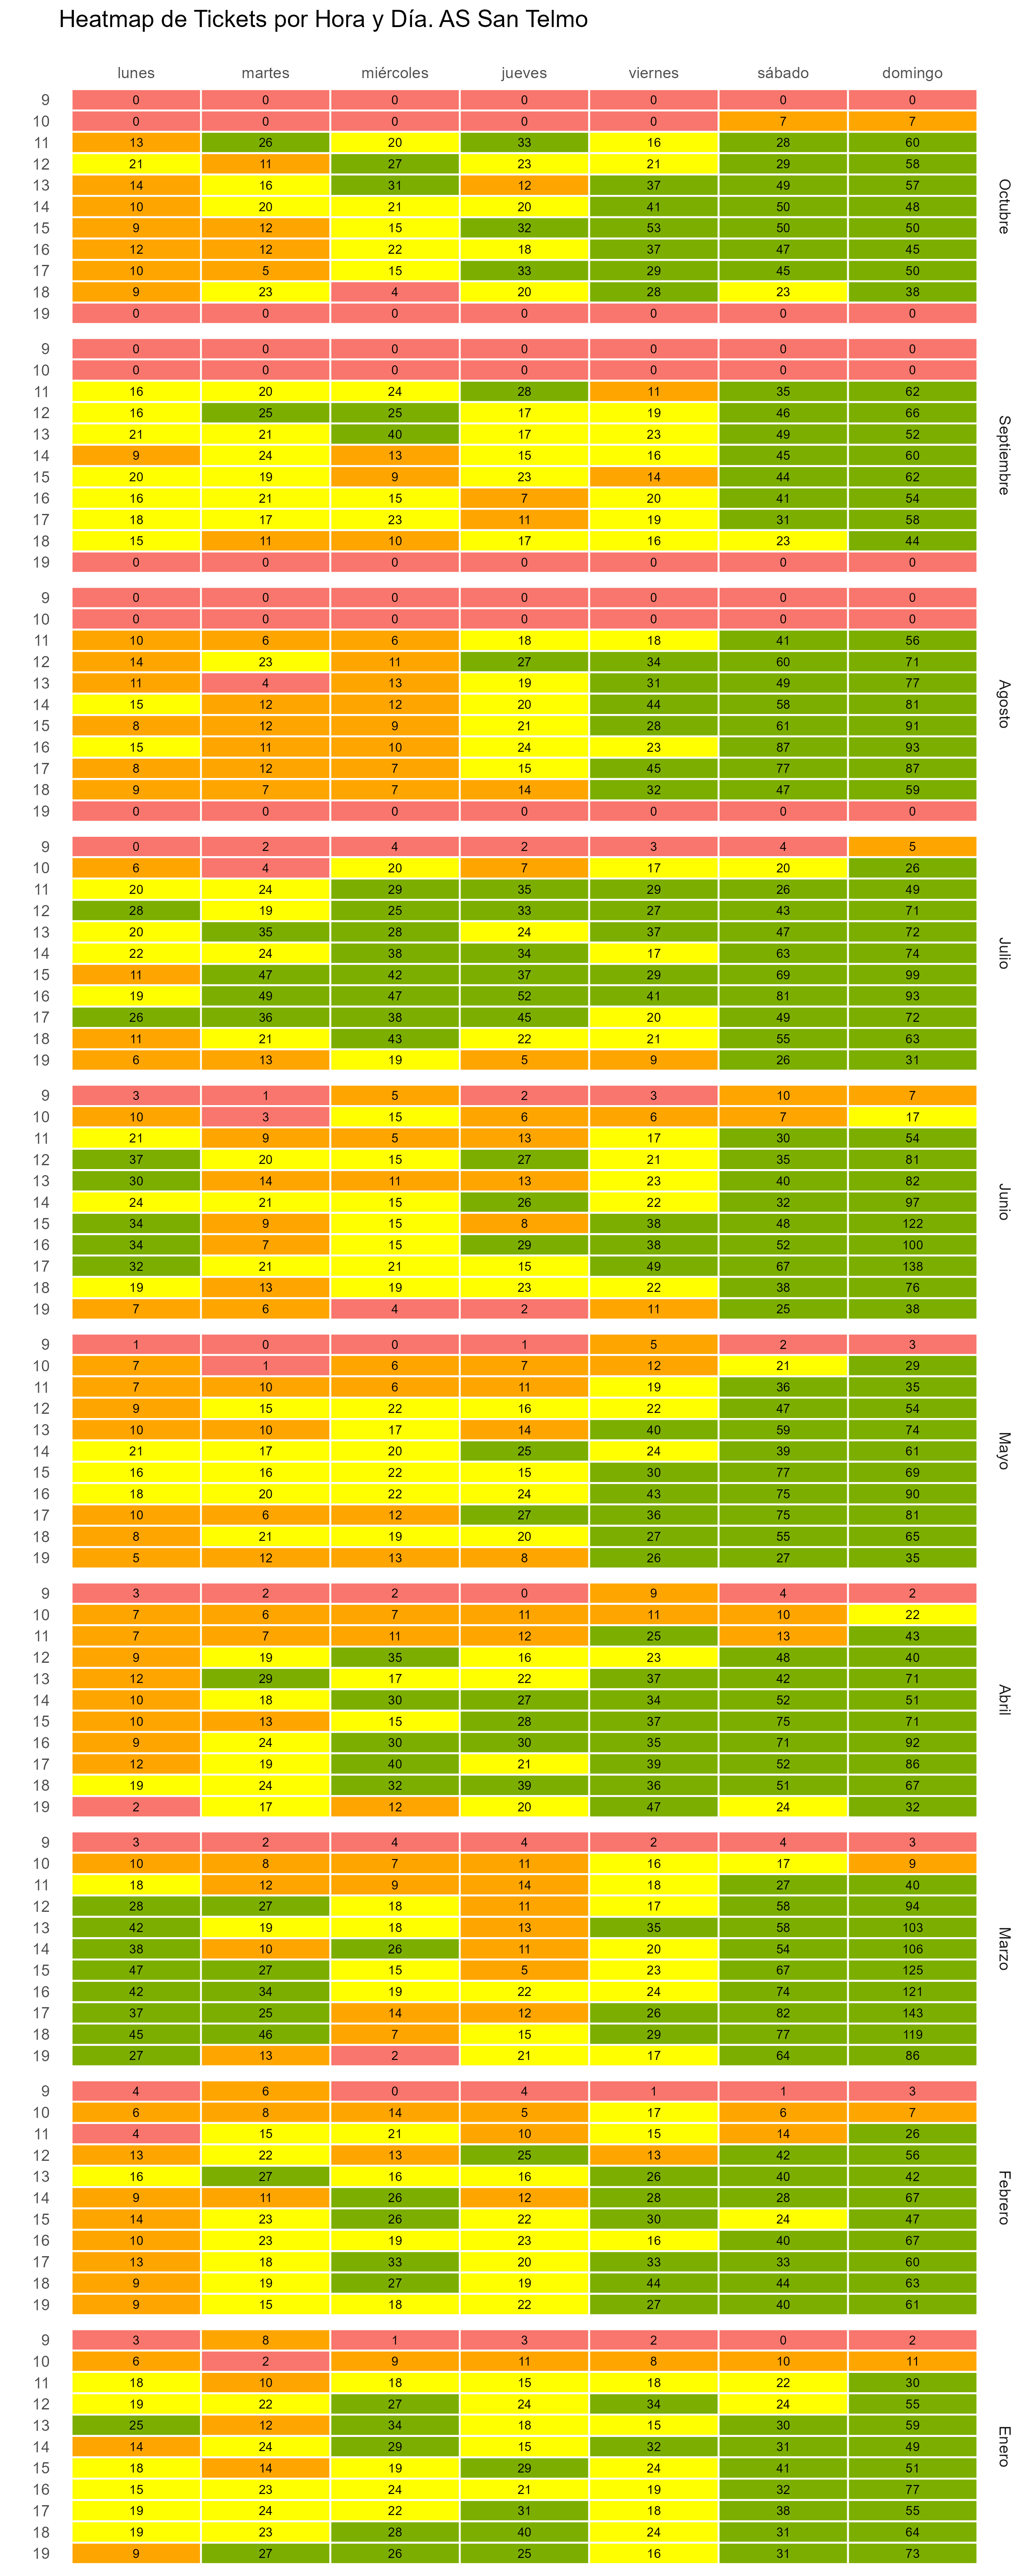 Heatmap de Tickets por Hora y Día. AS San Telmo
lunes martes miércoles jueves viernes sábado domingo
Octubre
9 0 0 0 0 0 0 0
10 0 0 0 0 0 7 7
11 13 26 20 33 16 28 60
12 21 11 27 23 21 29 58
13 14 16 31 12 37 49 57
14 10 20 21 20 41 50 48
15 9 12 15 32 53 50 50
16 12 12 22 18 37 47 45
17 10 5 15 33 29 45 50
18 9 23 4 20 28 23 38
19 0 0 0 0 0 0 0
Septiembre
9 0 0 0 0 0 0 0
10 0 0 0 0 0 0 0
11 16 20 24 28 11 35 62
12 16 25 25 17 19 46 66
13 21 21 40 17 23 49 52
14 9 24 13 15 16 45 60
15 20 19 9 23 14 44 62
16 16 21 15 7 20 41 54
17 18 17 23 11 19 31 58
18 15 11 10 17 16 23 44
19 0 0 0 0 0 0 0
Agosto
9 0 0 0 0 0 0 0
10 0 0 0 0 0 0 0
11 10 6 6 18 18 41 56
12 14 23 11 27 34 60 71
13 11 4 13 19 31 49 77
14 15 12 12 20 44 58 81
15 8 12 9 21 28 61 91
16 15 11 10 24 23 87 93
17 8 12 7 15 45 77 87
18 9 7 7 14 32 47 59
19 0 0 0 0 0 0 0
Julio
9 0 2 4 2 3 4 5
10 6 4 20 7 17 20 26
11 20 24 29 35 29 26 49
12 28 19 25 33 27 43 71
13 20 35 28 24 37 47 72
14 22 24 38 34 17 63 74
15 11 47 42 37 29 69 99
16 19 49 47 52 41 81 93
17 26 36 38 45 20 49 72
18 11 21 43 22 21 55 63
19 6 13 19 5 9 26 31
Junio
9 3 1 5 2 3 10 7
10 10 3 15 6 6 7 17
11 21 9 5 13 17 30 54
12 37 20 15 27 21 35 81
13 30 14 11 13 23 40 82
14 24 21 15 26 22 32 97
15 34 9 15 8 38 48 122
16 34 7 15 29 38 52 100
17 32 21 21 15 49 67 138
18 19 13 19 23 22 38 76
19 7 6 4 2 11 25 38
Mayo
9 1 0 0 1 5 2 3
10 7 1 6 7 12 21 29
11 7 10 6 11 19 36 35
12 9 15 22 16 22 47 54
13 10 10 17 14 40 59 74
14 21 17 20 25 24 39 61
15 16 16 22 15 30 77 69
16 18 20 22 24 43 75 90
17 10 6 12 27 36 75 81
18 8 21 19 20 27 55 65
19 5 12 13 8 26 27 35
Abril
9 3 2 2 0 9 4 2
10 7 6 7 11 11 10 22
11 7 7 11 12 25 13 43
12 9 19 35 16 23 48 40
13 12 29 17 22 37 42 71
14 10 18 30 27 34 52 51
15 10 13 15 28 37 75 71
16 9 24 30 30 35 71 92
17 12 19 40 21 39 52 86
18 19 24 32 39 36 51 67
19 2 17 12 20 47 24 32
Marzo
9 3 2 4 4 2 4 3
10 10 8 7 11 16 17 9
11 18 12 9 14 18 27 40
12 28 27 18 11 17 58 94
13 42 19 18 13 35 58 103
14 38 10 26 11 20 54 106
15 47 27 15 5 23 67 125
16 42 34 19 22 24 74 121
17 37 25 14 12 26 82 143
18 45 46 7 15 29 77 119
19 27 13 2 21 17 64 86
Febrero
9 4 6 0 4 1 1 3
10 6 8 14 5 17 6 7
11 4 15 21 10 15 14 26
12 13 22 13 25 13 42 56
13 16 27 16 16 26 40 42
14 9 11 26 12 28 28 67
15 14 23 26 22 30 24 47
16 10 23 19 23 16 40 67
17 13 18 33 20 33 33 60
18 9 19 27 19 44 44 63
19 9 15 18 22 27 40 61
Enero
9 3 8 1 3 2 0 2
10 6 2 9 11 8 10 11
11 18 10 18 15 18 22 30
12 19 22 27 24 34 24 55
13 25 12 34 18 15 30 59
14 14 24 29 15 32 31 49
15 18 14 19 29 24 41 51
16 15 23 24 21 19 32 77
17 19 24 22 31 18 38 55
18 19 23 28 40 24 31 64
19 9 27 26 25 16 31 73